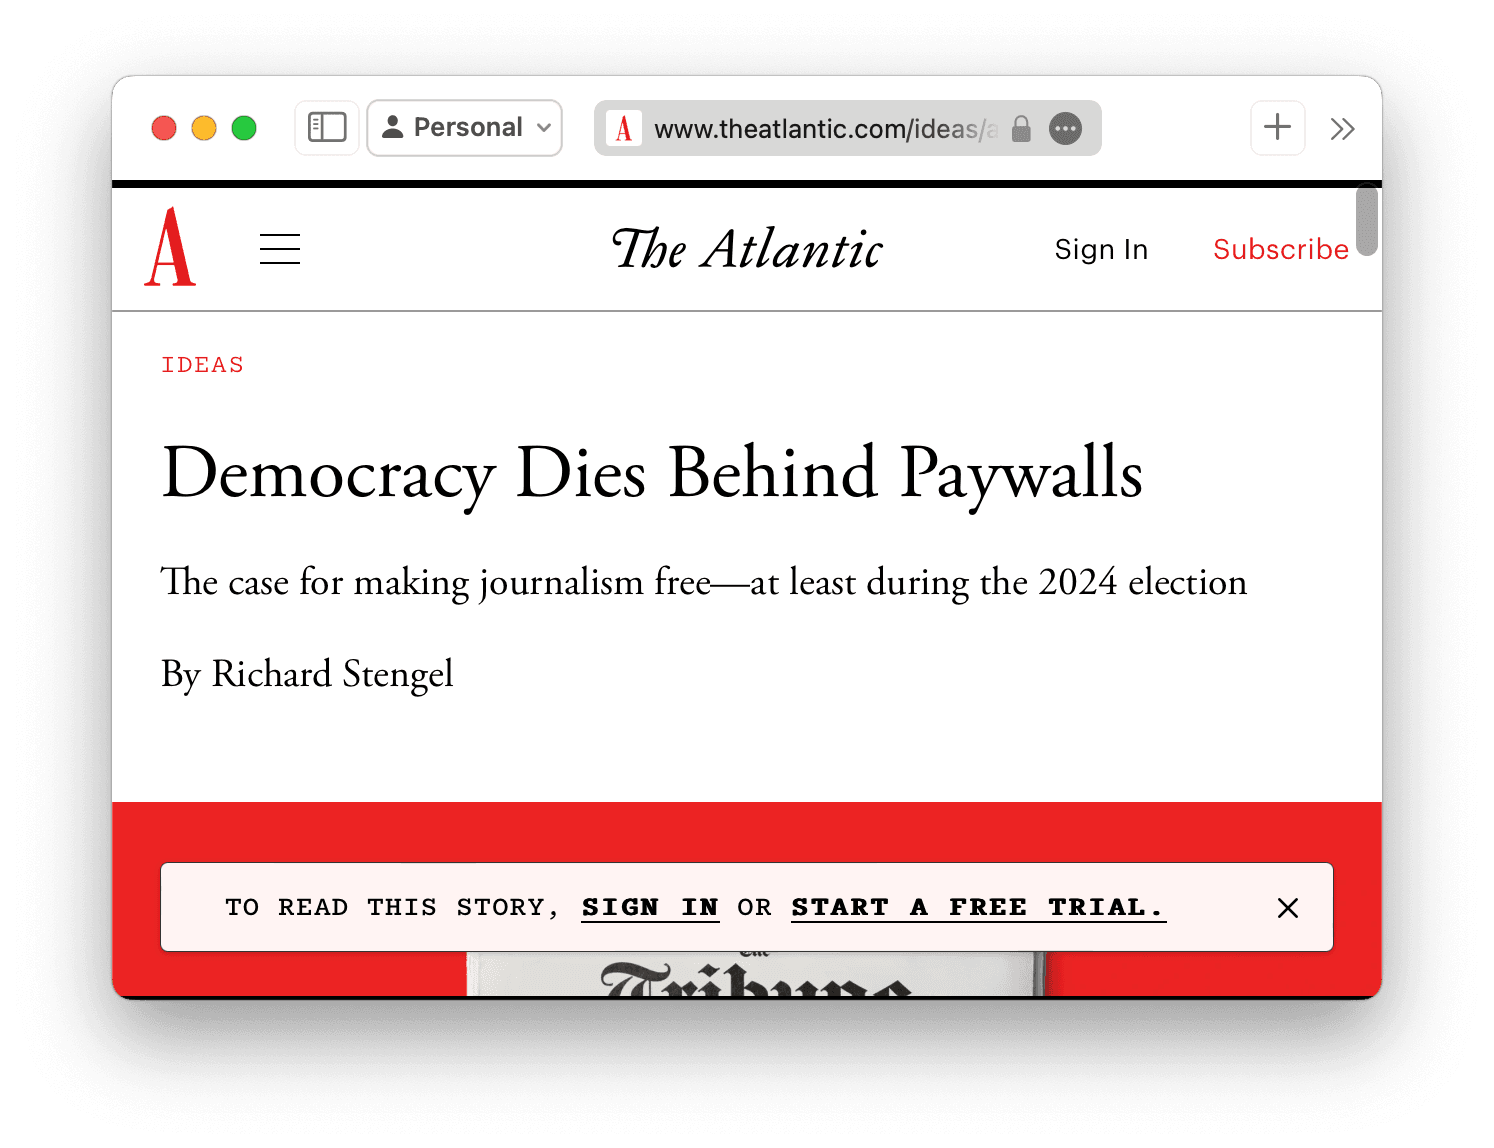 Personal
www.theatlantic.com/ideas/a
The Atlantic
Sign In
Subscribe
IDEAS
Democracy Dies Behind Paywalls
The case for making journalism free—at least during the 2024 election
By Richard Stengel
TO READ THIS STORY, SIGN IN OR START A FREE TRIAL.
The
Tribune